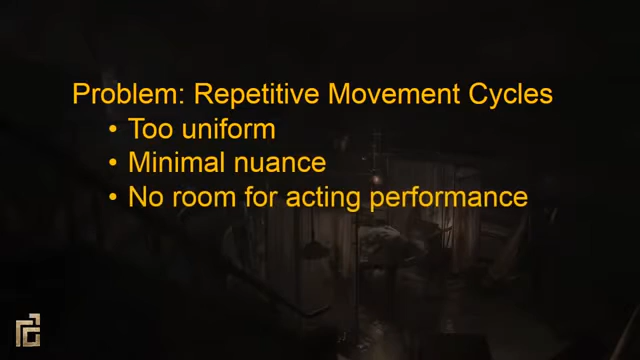 Problem: Repetitive Movement Cycles
• Too uniform
• Minimal nuance
• No room for acting performance